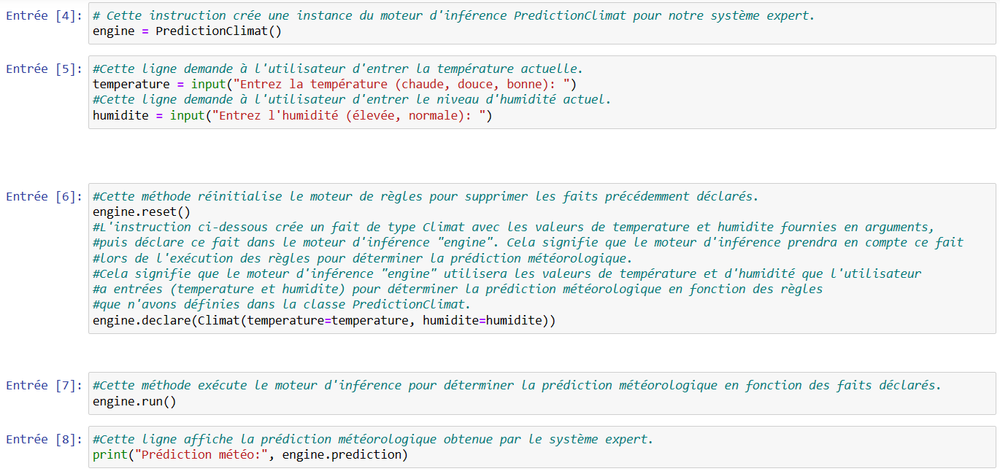 Entrée [4]: # Cette instruction crée une instance du moteur d'inférence PredictionClimat pour notre système expert.
engine = PredictionClimat()
Entrée [5]: #Cette ligne demande à l'utilisateur d'entrer la température actuelle.
temperature = input("Entrez la température (chaude, douce, bonne): ")
#Cette ligne demande à l'utilisateur d'entrer le niveau d'humidité actuel.
humidite = input("Entrez l'humidité (élevée, normale): ")
Entrée [6]: #Cette méthode réinitialise le moteur de règles pour supprimer les faits précédemment déclarés.
engine.reset()
#L'instruction ci-dessous crée un fait de type Climat avec les valeurs de temperature et humidite fournies en arguments,
#puis déclare ce fait dans le moteur d'inférence "engine". Cela signifie que le moteur d'inférence prendra en compte ce fait
#lors de l'exécution des règles pour déterminer la prédiction météorologique.
#Cela signifie que le moteur d'inférence "engine" utilisera les valeurs de température et d'humidité que l'utilisateur
#a entrées (temperature et humidite) pour déterminer la prédiction météorologique en fonction des règles
#que n'avons définies dans la classe PredictionClimat.
engine.declare(Climat(temperature=temperature, humidite=humidite))
Entrée [7]: #Cette méthode exécute le moteur d'inférence pour déterminer la prédiction météorologique en fonction des faits déclarés.
engine.run()
Entrée [8]: #Cette ligne affiche la prédiction météorologique obtenue par le système expert.
print("Prédiction météo:", engine.prediction)